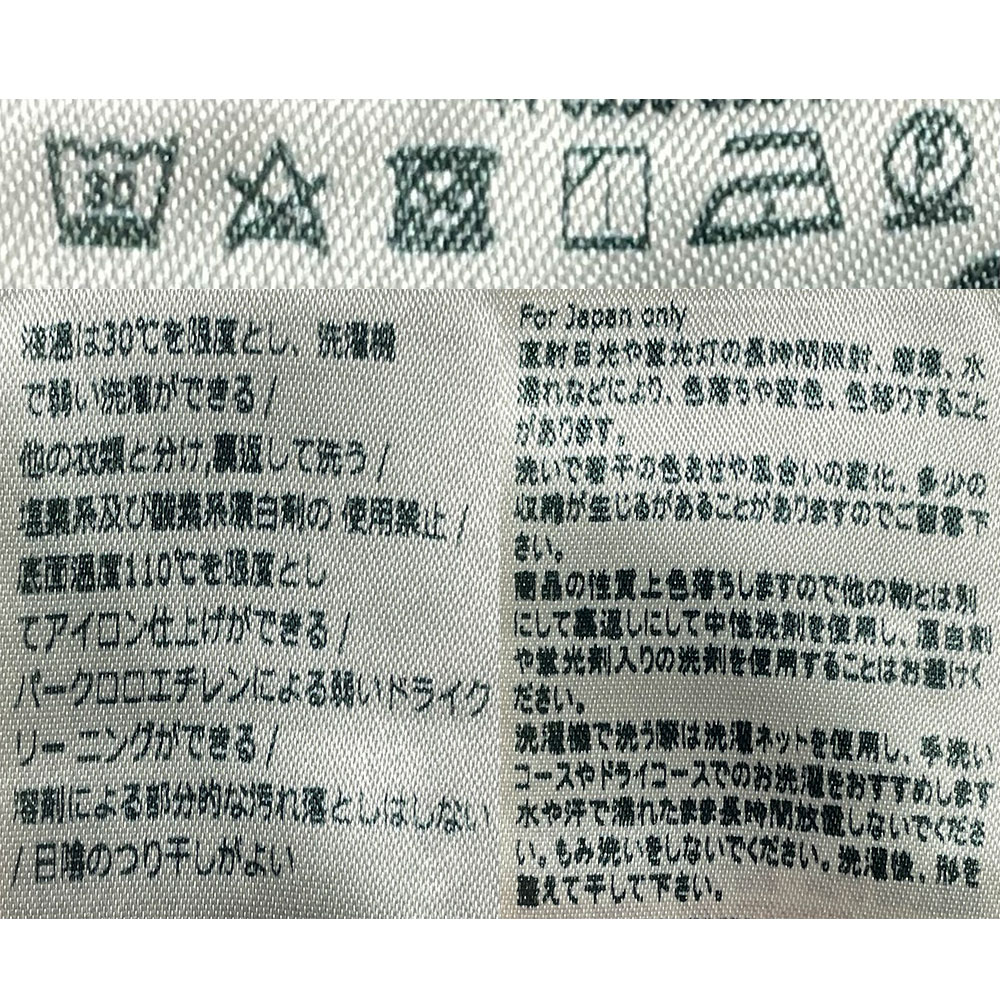 30
P
液温は30℃を限度とし、洗濯機
で弱い洗濯ができる/
他の衣類と分け,裏返して洗う/
塩素系及び酸素系漂白剤の 使用禁止/
底面温度110℃を限度とし
てアイロン仕上げができる/
パークロロエチレンによる弱いドライク
リーニングができる/
溶剤による部分的な汚れ落としはしない
/日陰のつり干しがよい
For Japan only
直射日光や蛍光灯の長時間照射、摩擦、水
濡れなどにより、色落ちや変色、色移りすること
があります。
洗いで若干の色あせや風合いの変化、多少の
収縮が生じるがあることがありますのでご留意下
さい。
商品の性質上色落ちしますので他の物とは別
にして裏返しにして中性洗剤を使用し、漂白剤
や蛍光剤入りの洗剤を使用することはお避けく
ださい。
洗濯機で洗う際は洗濯ネットを使用し、手洗い
コースやドライコースでのお洗濯をおすすめします
水や汗で濡れたまま長時間放置しないでくださ
い。もみ洗いをしないでください。洗濯後、形を
整えて干して下さい。